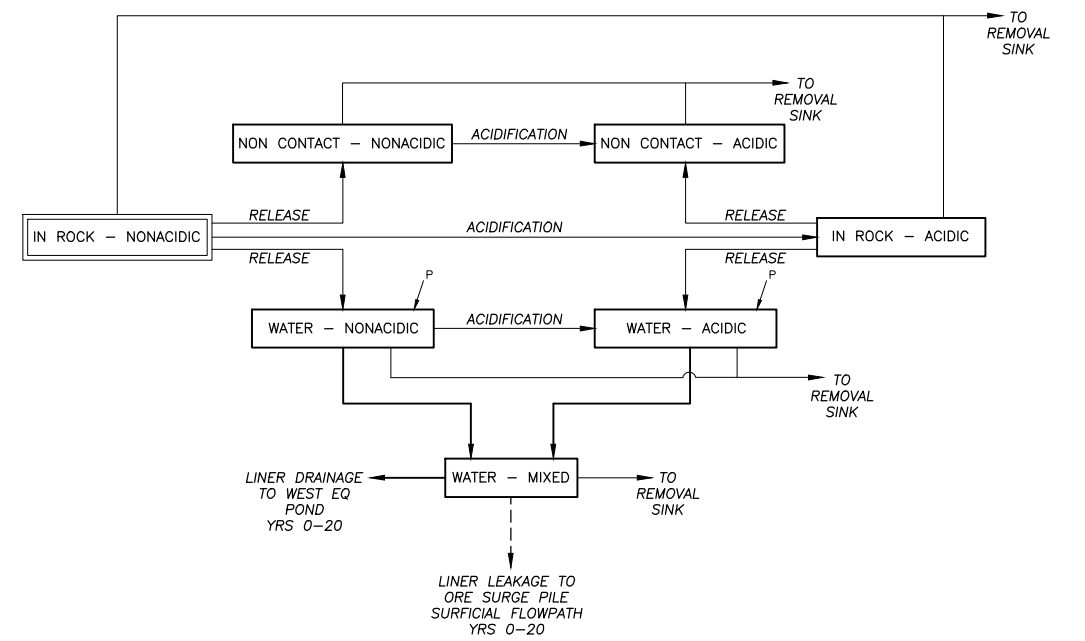 TO
REMOVAL
SINK
TO
REMOVAL
SINK
NON CONTACT – NONACIDIC
ACIDIFICATION
NON CONTACT – ACIDIC
RELEASE
ACIDIFICATION
RELEASE
IN ROCK – NONACIDIC
IN ROCK – ACIDIC
RELEASE
RELEASE
P
P
WATER – NONACIDIC
ACIDIFICATION
WATER – ACIDIC
TO
REMOVAL
SINK
LINER DRAINAGE
TO WEST EQ
POND
YRS 0–20
WATER – MIXED
TO
REMOVAL
SINK
LINER LEAKAGE TO
ORE SURGE PILE
SURFICIAL FLOWPATH
YRS 0–20